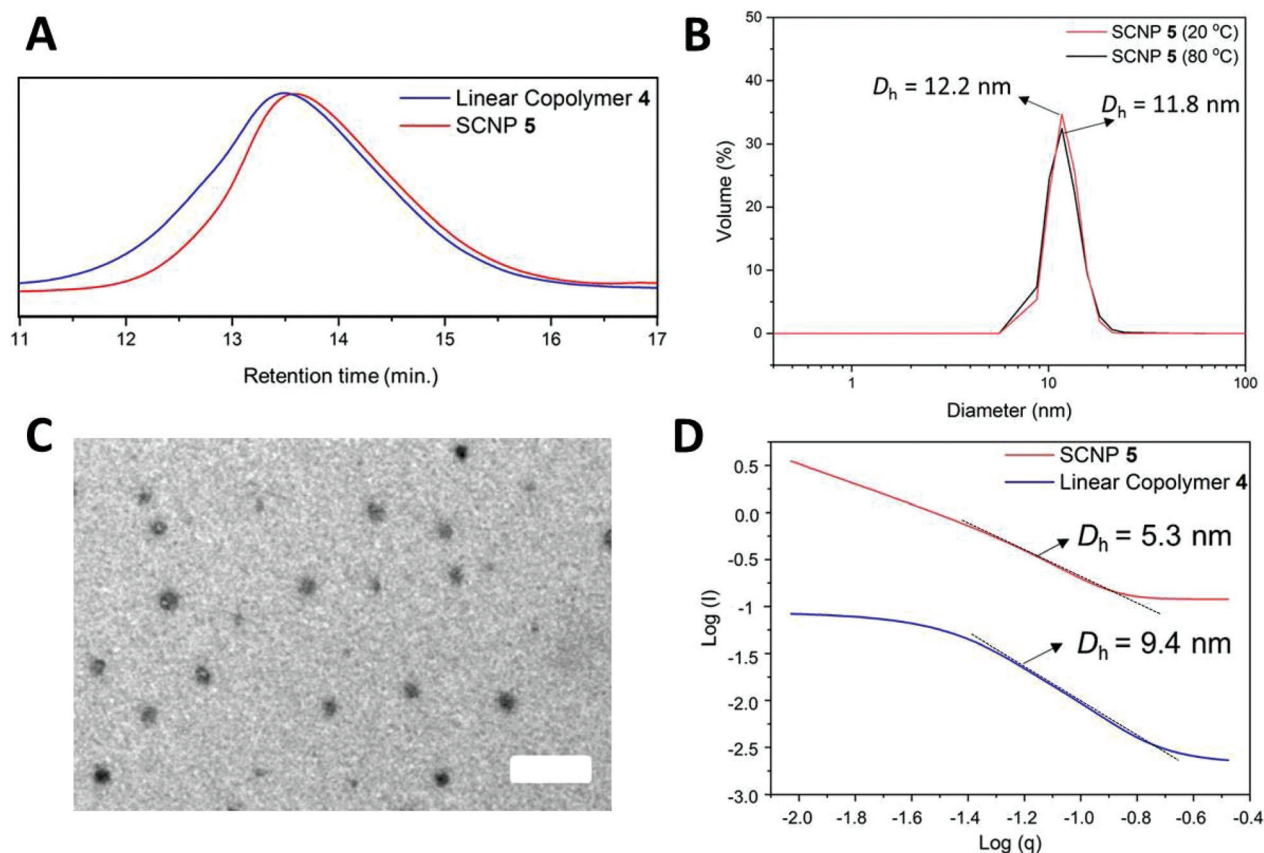 A
Linear Copolymer 4
SCNP 5
11
12
13
14
15
16
17
Retention time (min.)
B
SCNP 5 (20 °C)
SCNP 5 (80 °C)
Dh = 12.2 nm
Dh = 11.8 nm
50
40
30
20
10
0
Volume (%)
1
10
100
Diameter (nm)
C
D
SCNP 5
Linear Copolymer 4
Dh = 5.3 nm
Dh = 9.4 nm
0.5
0.0
-0.5
-1
-1.5
-2.0
-2.5
-3.0
Log (I)
-2.0
-1.8
-1.6
-1.4
-1.2
-1.0
-0.8
-0.6
-0.4
Log (q)